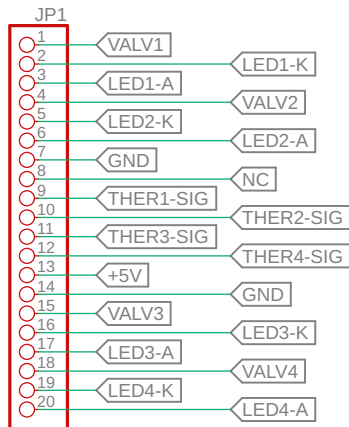 JP1
1 VALV1
2 LED1-K
3 LED1-A
4 VALV2
5 LED2-K
6 LED2-A
7 GND
8 NC
9 THER1-SIG
10 THER2-SIG
11 THER3-SIG
12 THER4-SIG
13 +5V
14 GND
15 VALV3
16 LED3-K
17 LED3-A
18 VALV4
19 LED4-K
20 LED4-A